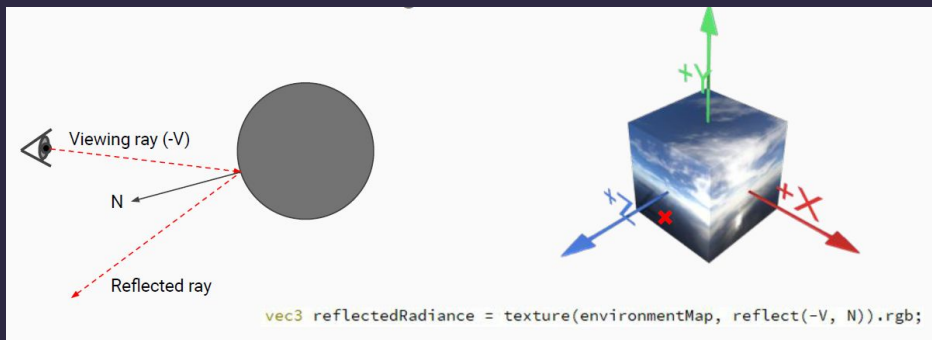 Viewing ray (-V)
N
Reflected ray
+Y
+Z
+X
vec3 reflectedRadiance = texture(environmentMap, reflect(-V, N)).rgb;